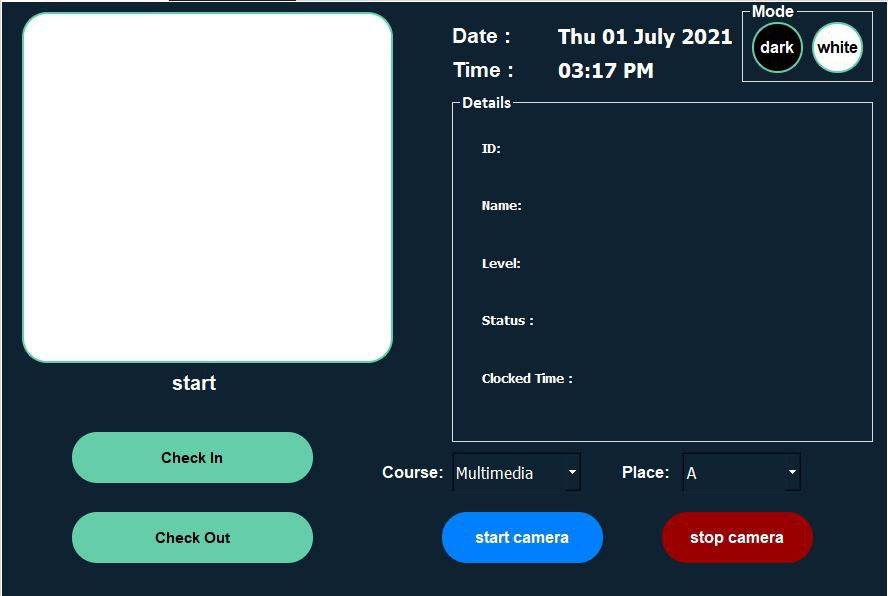 Mode
Date : Thu 01 July 2021
dark white
Time : 03:17 PM
Details
ID:
Name:
Level:
Status :
Clocked Time :
start
Check In
Check Out
Course: Multimedia Place: A
start camera stop camera